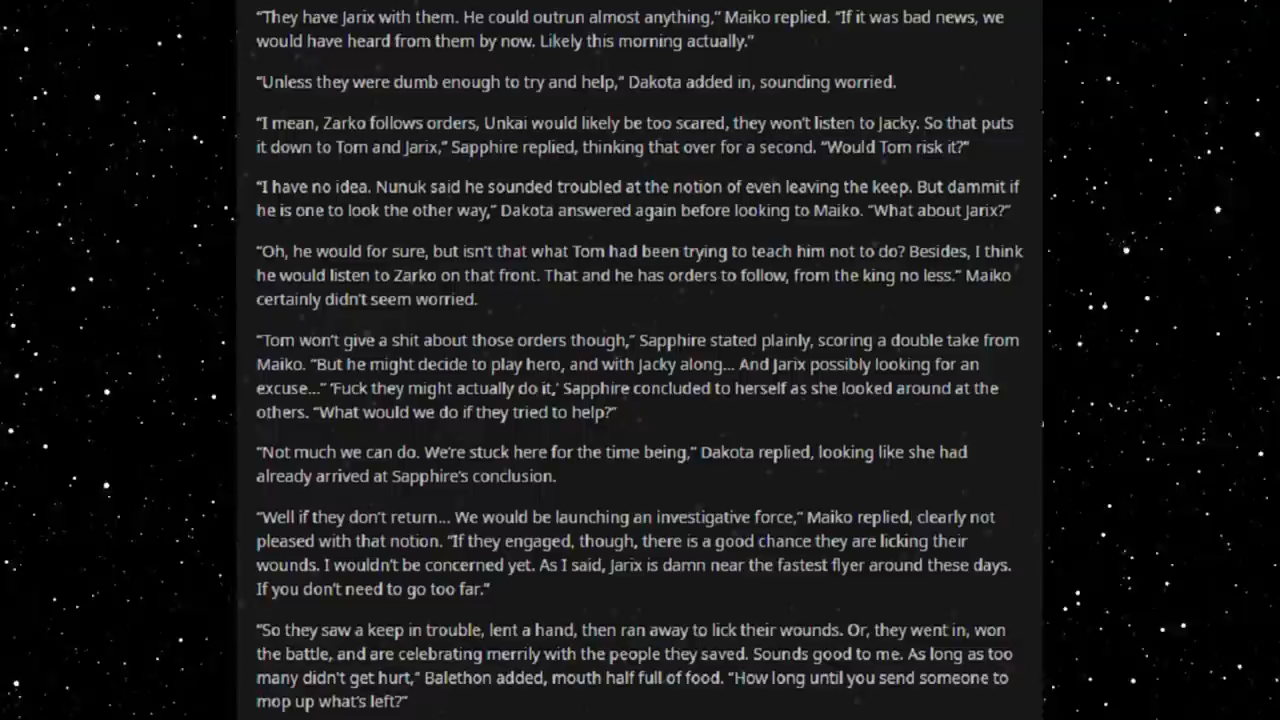 “They have Jarix with them. He could outrun almost anything,” Maiko replied. “If it was bad news, we
would have heard from them by now. Likely this morning actually.”
“Unless they were dumb enough to try and help,” Dakota added in, sounding worried.
“I mean, Zarko follows orders, Unkai would likely be too scared, they won’t listen to Jacky. So that puts
it down to Tom and Jarix,” Sapphire replied, thinking that over for a second. “Would Tom risk it?”
“I have no idea. Nunuk said he sounded troubled at the notion of even leaving the keep. But dammit if
he is one to look the other way,” Dakota answered again before looking to Maiko. “What about Jarix?”
“Oh, he would for sure, but isn’t that what Tom had been trying to teach him not to do? Besides, I think
he would listen to Zarko on that front. That and he has orders to follow, from the king no less.” Maiko
certainly didn’t seem worried.
“Tom won’t give a shit about those orders though,” Sapphire stated plainly, scoring a double take from
Maiko. “But he might decide to play hero, and with Jacky along... And Jarix possibly looking for an
excuse...” ‘Fuck they might actually do it,’ Sapphire concluded to herself as she looked around at the
others. “What would we do if they tried to help?”
“Not much we can do. We’re stuck here for the time being,” Dakota replied, looking like she had
already arrived at Sapphire’s conclusion.
“Well if they don’t return... We would be launching an investigative force,” Maiko replied, clearly not
pleased with that notion. “If they engaged, though, there is a good chance they are licking their
wounds. I wouldn’t be concerned yet. As I said, Jarix is damn near the fastest flyer around these days.
If you don’t need to go too far.”
“So they saw a keep in trouble, lent a hand, then ran away to lick their wounds. Or, they went in, won
the battle, and are celebrating merrily with the people they saved. Sounds good to me. As long as too
many didn’t get hurt,” Balethon added, mouth half full of food. “How long until you send someone to
mop up what’s left?”